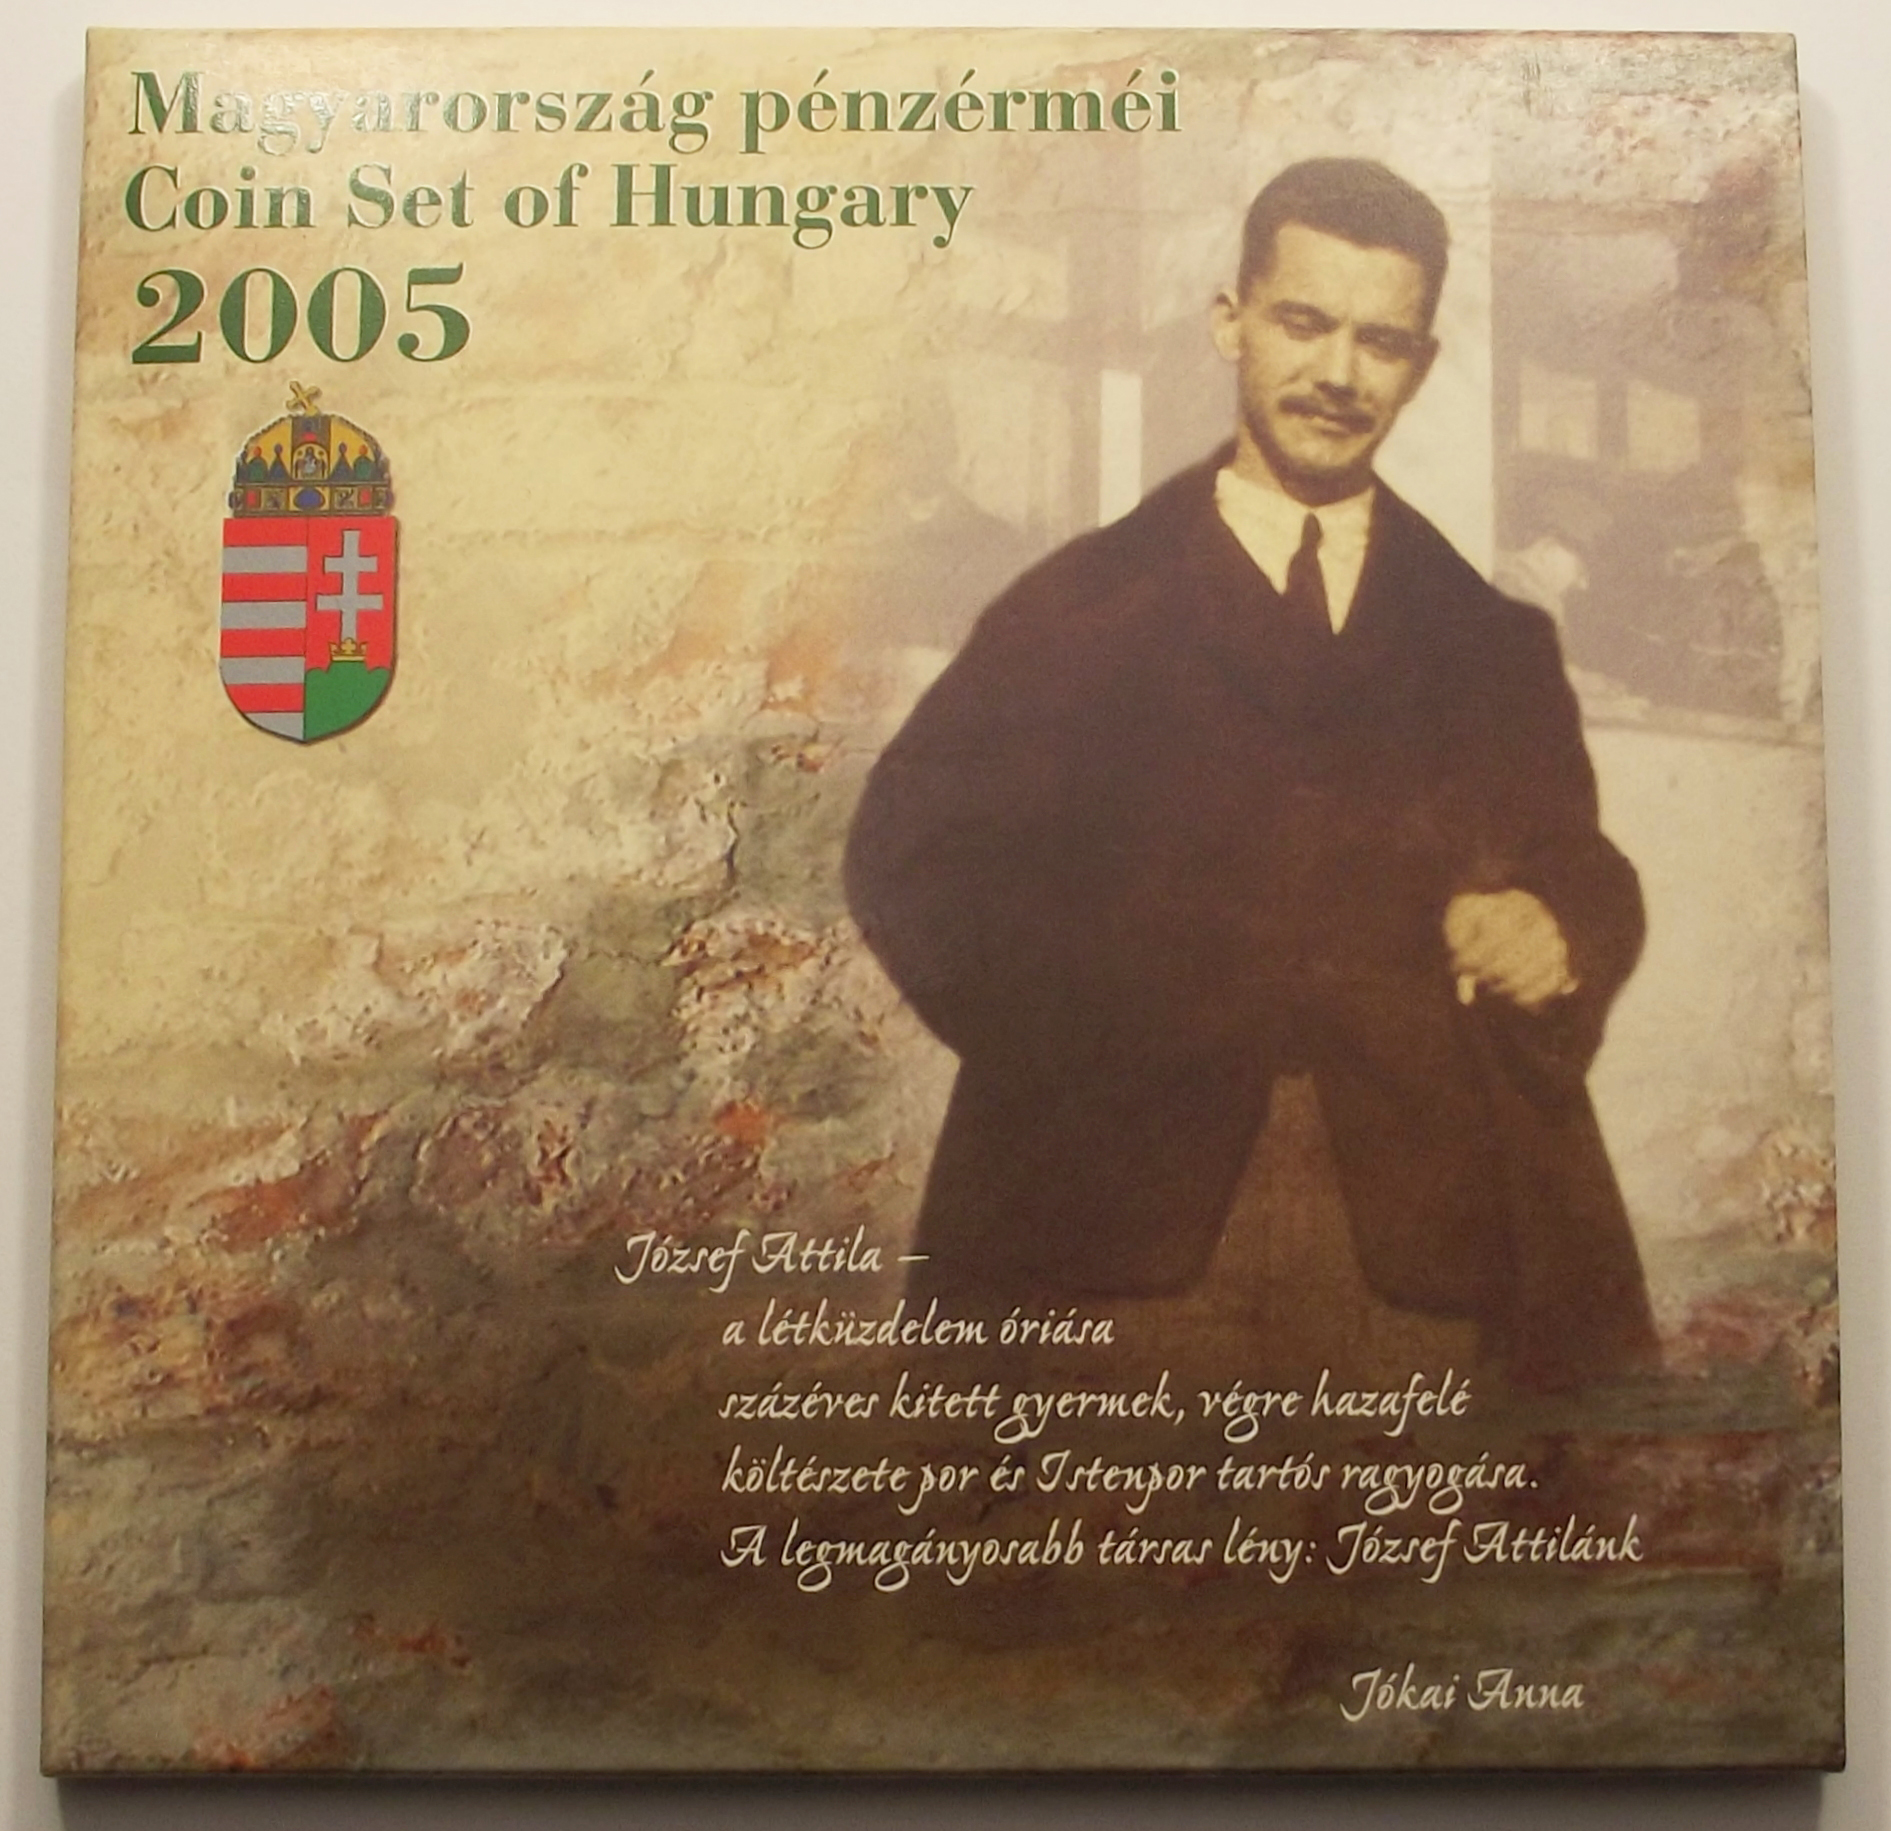 Magyarország pénzérméi
Coin Set of Hungary
2005
József Attila –
a létküzdelem óriása
százéves kitett gyermek, végre hazafelé
költészete por és Istenpor tartós ragyogása.
A legmagányosabb társas lény: József Attilánk
Jókai Anna